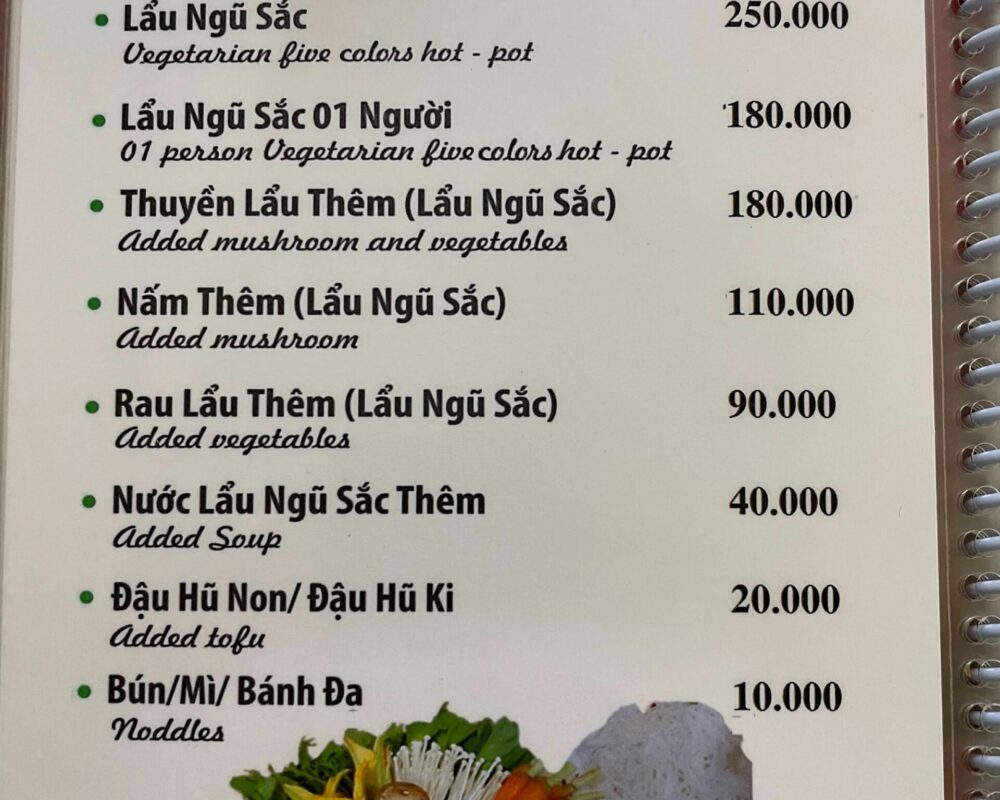 Lẩu Ngũ Sắc 250.000
Vegetarian five colors hot - pot
Lẩu Ngũ Sắc 01 Người 180.000
01 person Vegetarian five colors hot - pot
Thuyền Lẩu Thêm (Lẩu Ngũ Sắc) 180.000
Added mushroom and vegetables
Nấm Thêm (Lẩu Ngũ Sắc) 110.000
Added mushroom
Rau Lẩu Thêm (Lẩu Ngũ Sắc) 90.000
Added vegetables
Nước Lẩu Ngũ Sắc Thêm 40.000
Added Soup
Đậu Hũ Non/ Đậu Hũ Ki 20.000
Added tofu
Bún/Mì/ Bánh Đa 10.000
Noddles